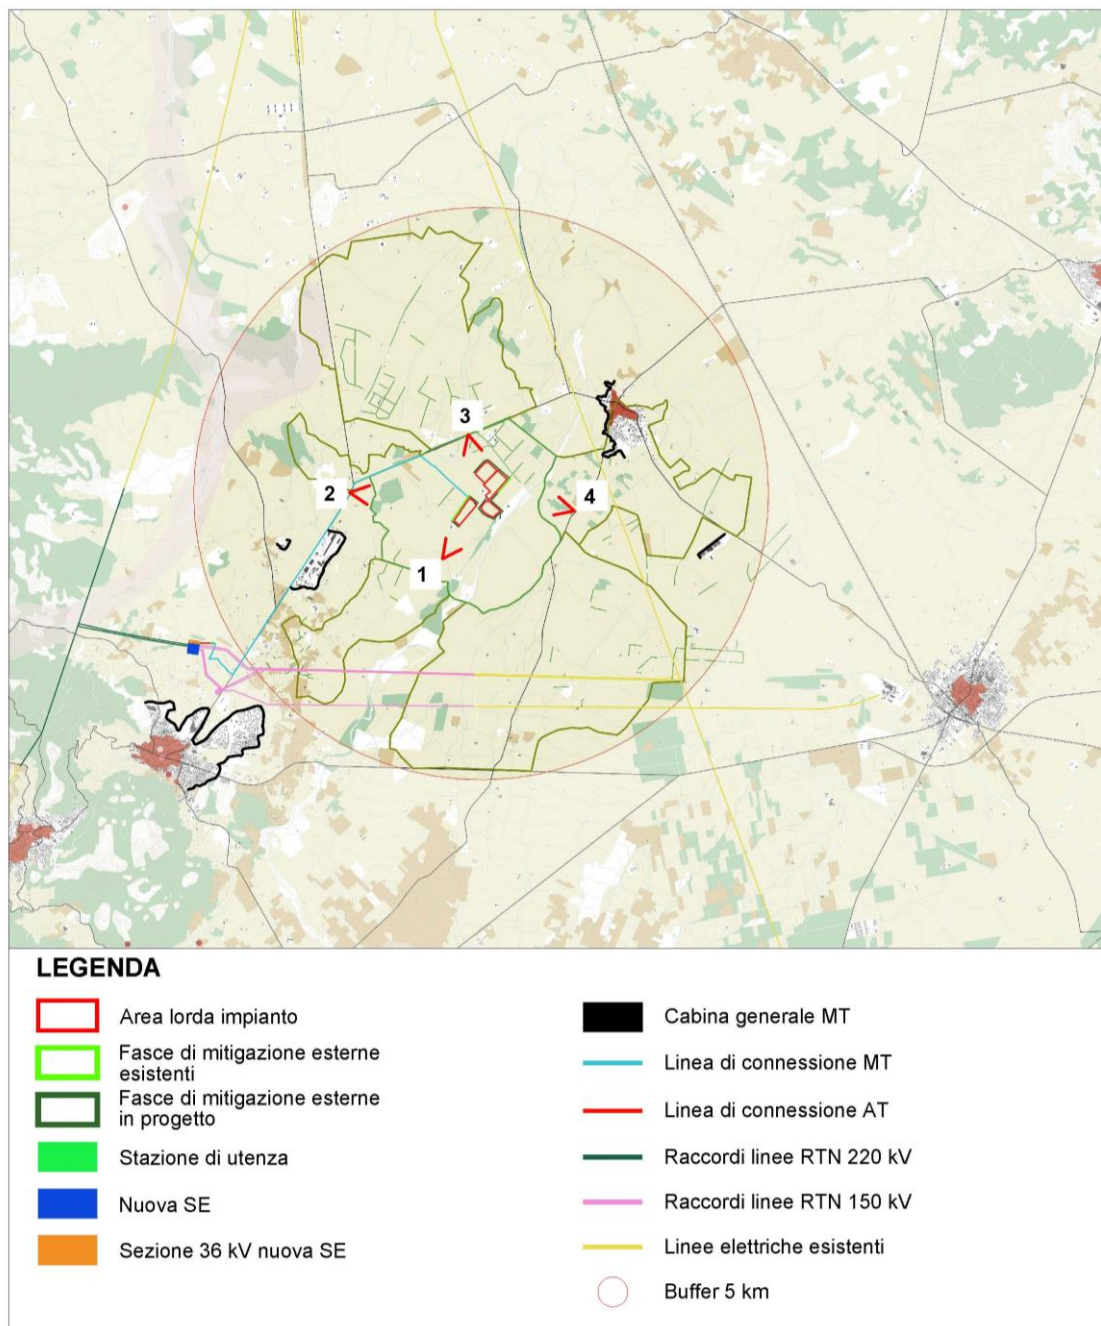 3
2
4
1
LEGENDA
Area lorda impianto
Fasce di mitigazione esterne
esistenti
Fasce di mitigazione esterne
in progetto
Stazione di utenza
Nuova SE
Sezione 36 kV nuova SE
Cabina generale MT
Linea di connessione MT
Linea di connessione AT
Raccordi linee RTN 220 kV
Raccordi linee RTN 150 kV
Linee elettriche esistenti
Buffer 5 km